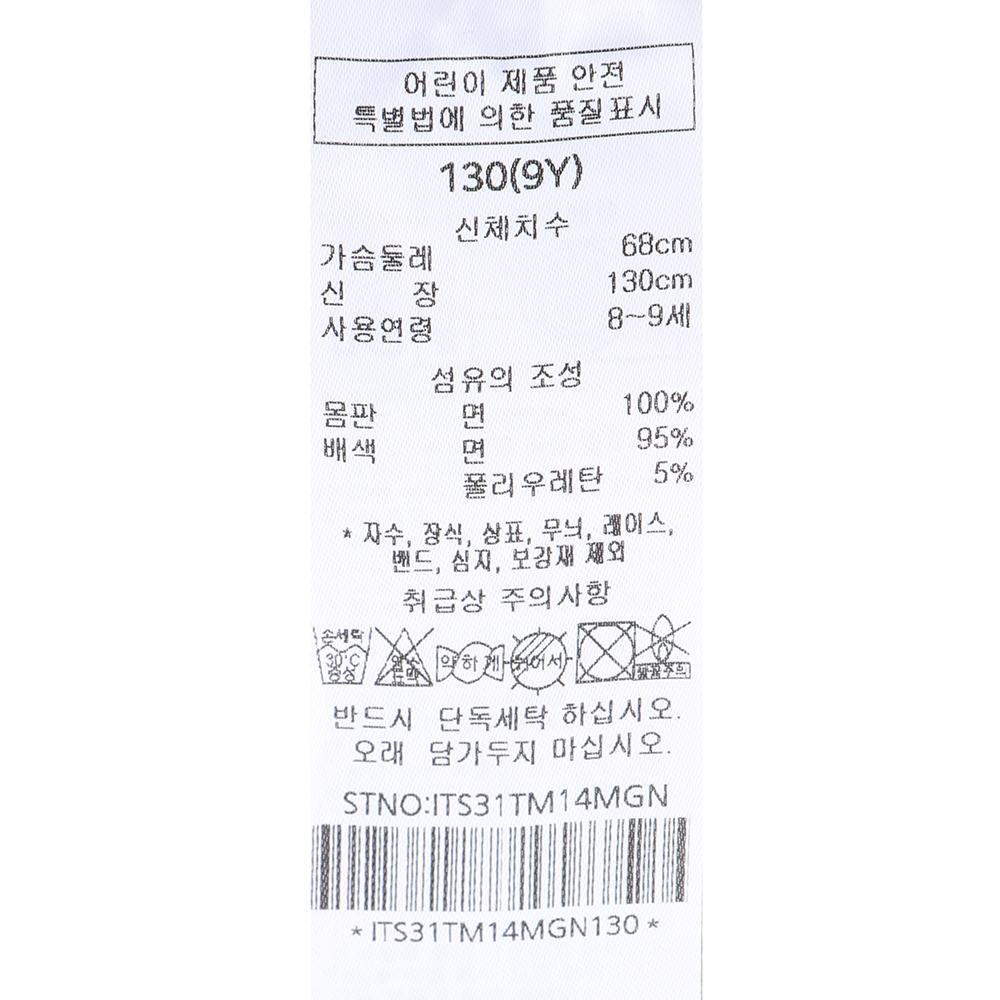 어린이 제품 안전
특별법에 의한 품질표시
130(9Y)
신체치수
가슴둘레 68cm
신 장 130cm
사용연령 8~9세
섬유의 조성
몸판 면 100%
배색 면 95%
폴리우레탄 5%
* 자수, 장식, 상표, 무늬, 레이스,
밴드, 심지, 보강재 제외
취급상 주의사항
손세탁
30°C
중성
약하게
뉘어서
반드시 단독세탁 하십시오.
오래 담가두지 마십시오.
STNO:ITS31TM14MGN
*ITS31TM14MGN130*